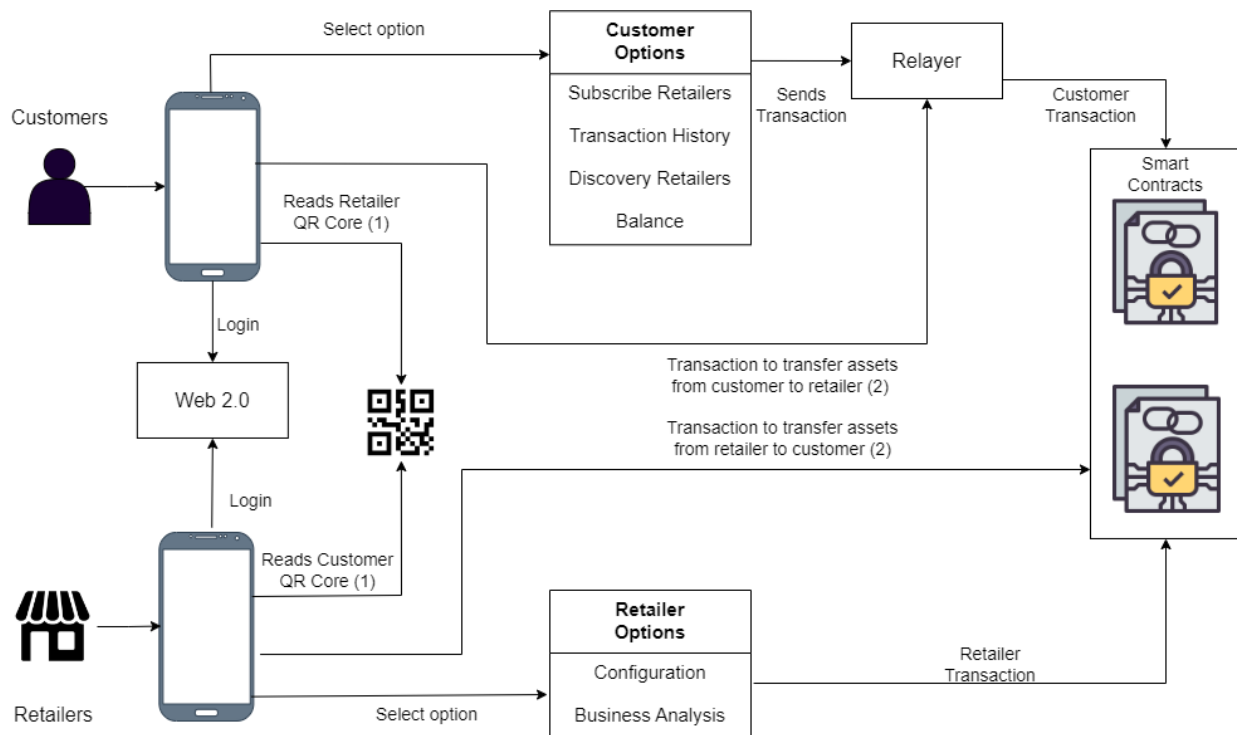 Select option
Customer
Options
Subscribe Retailers
Transaction History
Discovery Retailers
Balance
Sends
Transaction
Relayer
Customer
Transaction
Customers
Smart
Contracts
Reads Retailer
QR Core (1)
Login
Web 2.0
Transaction to transfer assets
from customer to retailer (2)
Transaction to transfer assets
from retailer to customer (2)
Login
Reads Customer
QR Core (1)
Retailer
Options
Configuration
Business Analysis
Retailer
Transaction
Retailers
Select option